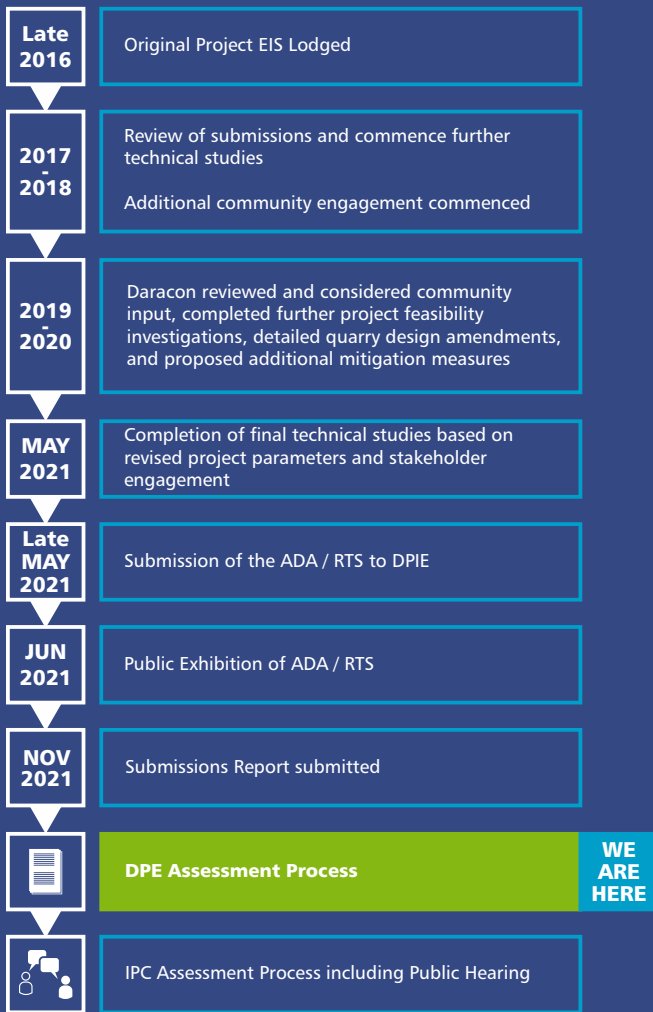 Late
2016
Original Project EIS Lodged
2017
-
2018
Review of submissions and commence further
technical studies
Additional community engagement commenced
2019
-
2020
Daracon reviewed and considered community
input, completed further project feasibility
investigations, detailed quarry design amendments,
and proposed additional mitigation measures
MAY
2021
Completion of final technical studies based on
revised project parameters and stakeholder
engagement
Late
MAY
2021
Submission of the ADA / RTS to DPIE
JUN
2021
Public Exhibition of ADA / RTS
NOV
2021
Submissions Report submitted
DPE Assessment Process
WE
ARE
HERE
IPC Assessment Process including Public Hearing